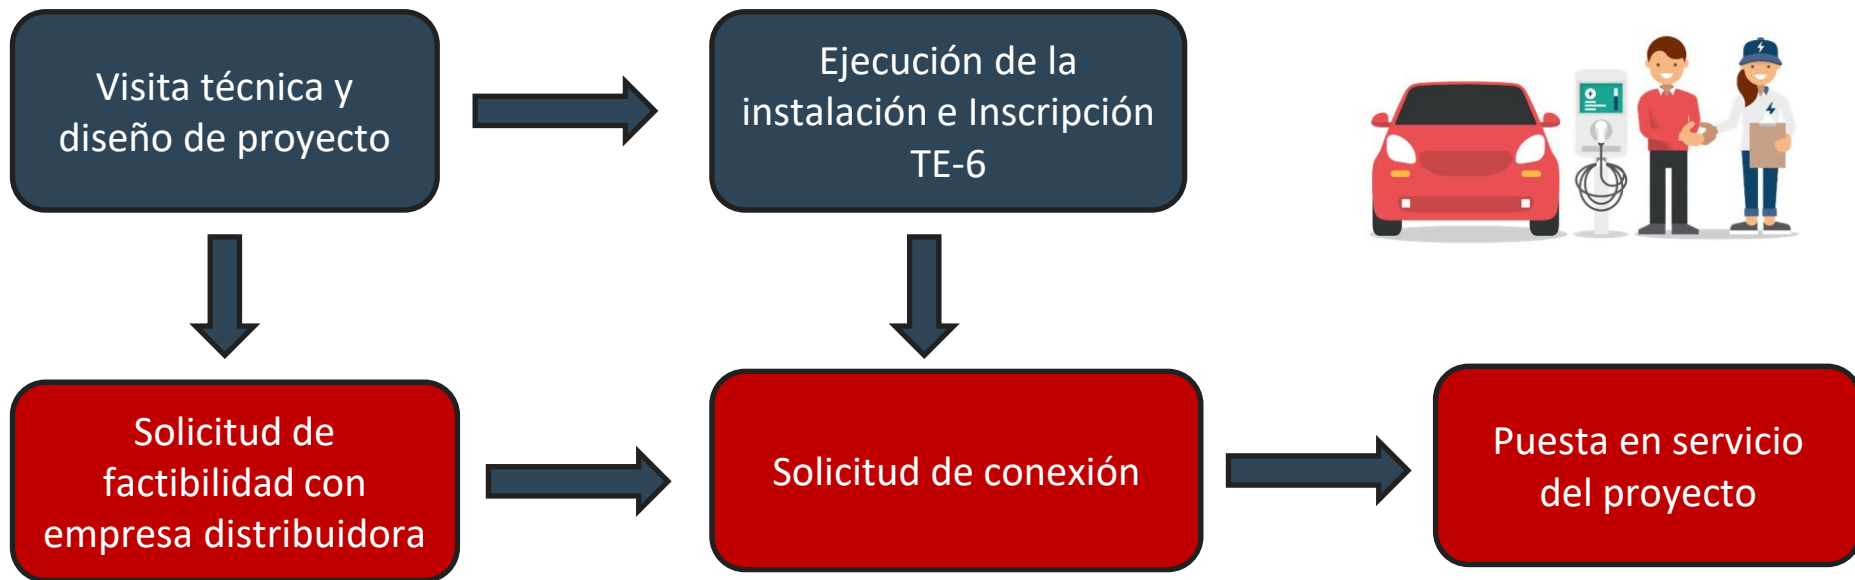 Visita técnica y
diseño de proyecto
Ejecución de la
instalación e Inscripción
TE-6
Solicitud de
factibilidad con
empresa distribuidora
Solicitud de conexión
Puesta en servicio
del proyecto